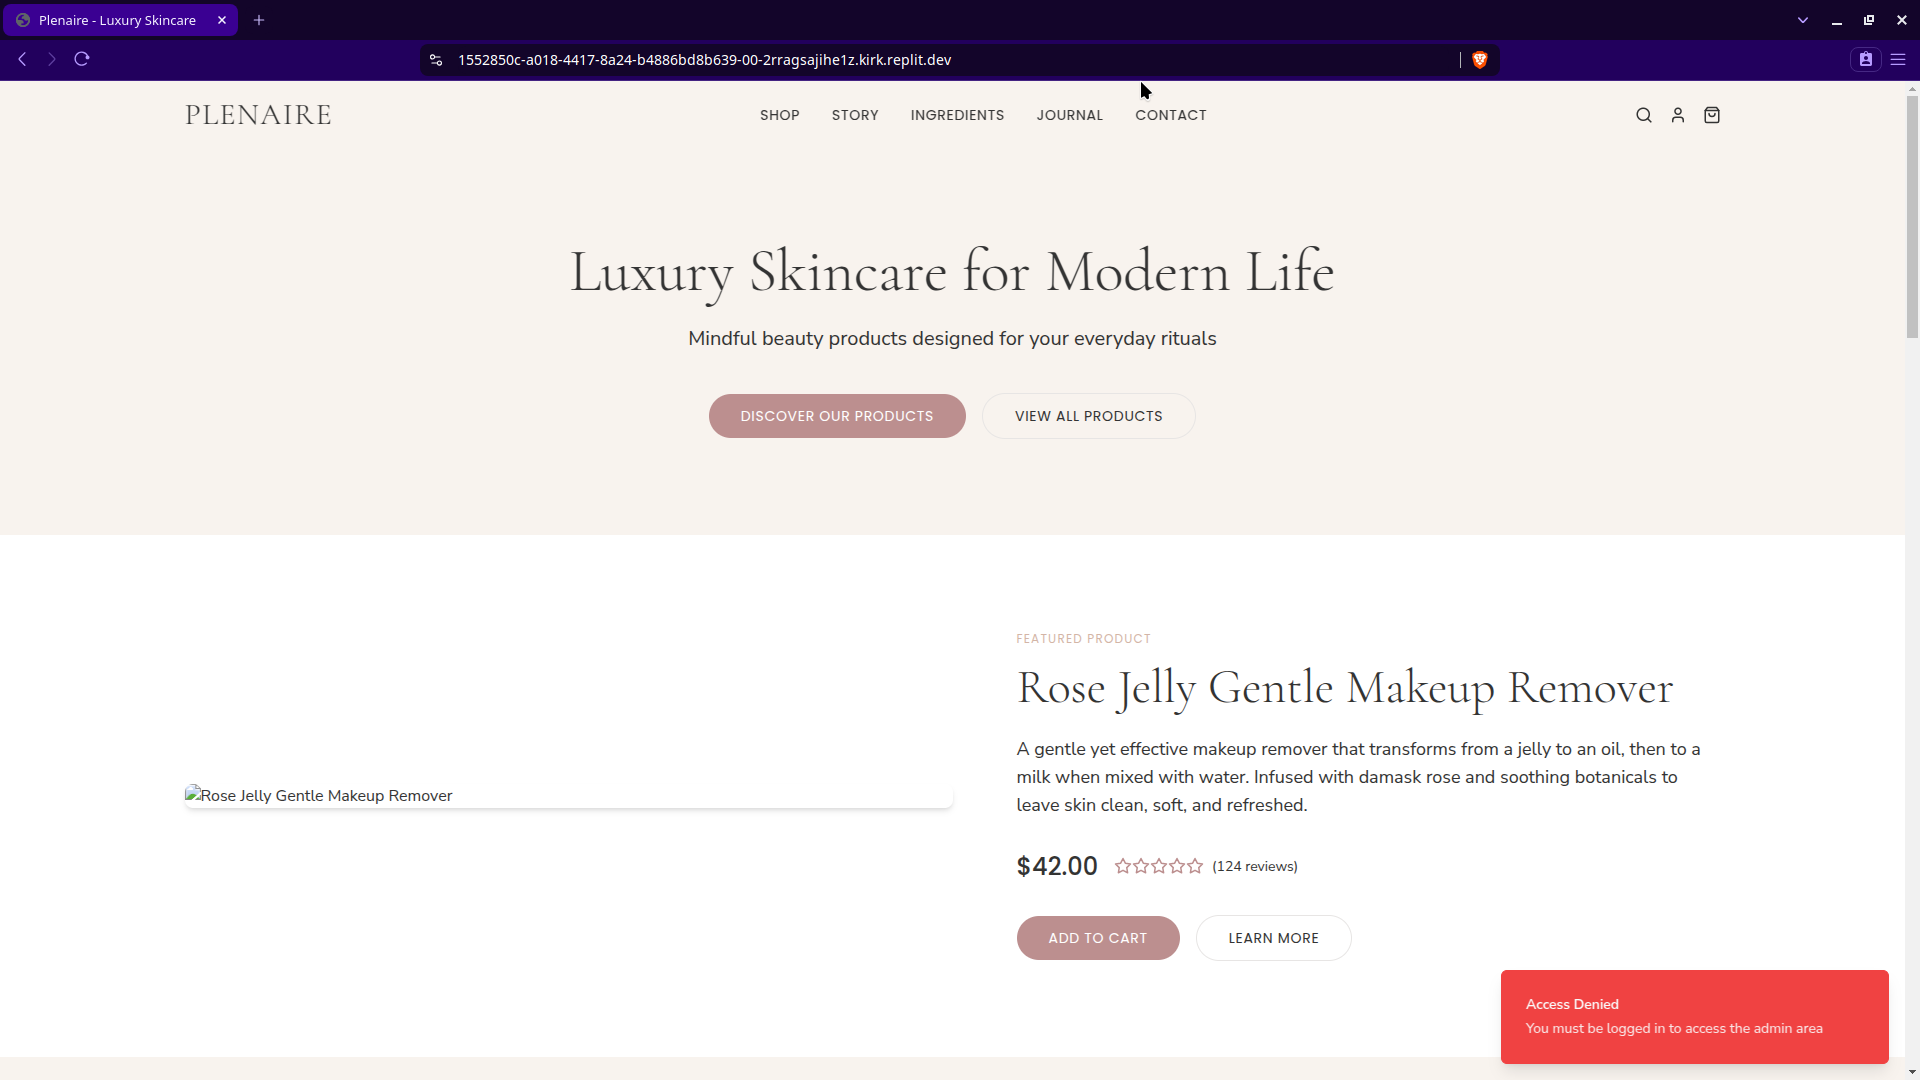 Plenaire - Luxury Skincare
1552850c-a018-4417-8a24-b4886bd8b639-00-2rragsajihe1z.kirk.replit.dev
PLENAIRE
SHOP STORY INGREDIENTS JOURNAL CONTACT
Luxury Skincare for Modern Life
Mindful beauty products designed for your everyday rituals
DISCOVER OUR PRODUCTS VIEW ALL PRODUCTS
FEATURED PRODUCT
Rose Jelly Gentle Makeup Remover
A gentle yet effective makeup remover that transforms from a jelly to an oil, then to a
milk when mixed with water. Infused with damask rose and soothing botanicals to
leave skin clean, soft, and refreshed.
Rose Jelly Gentle Makeup Remover
$42.00 (124 reviews)
ADD TO CART LEARN MORE
Access Denied
You must be logged in to access the admin area